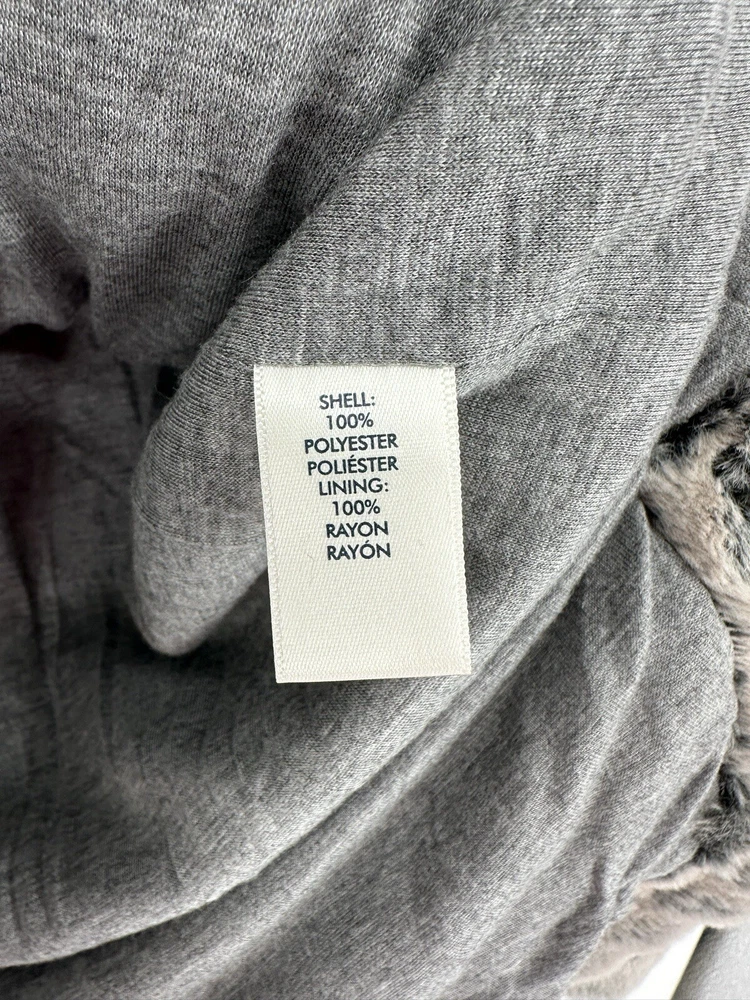 SHELL:
100%
POLYESTER
POLIÉSTER
LINING:
100%
RAYON
RAYÓN